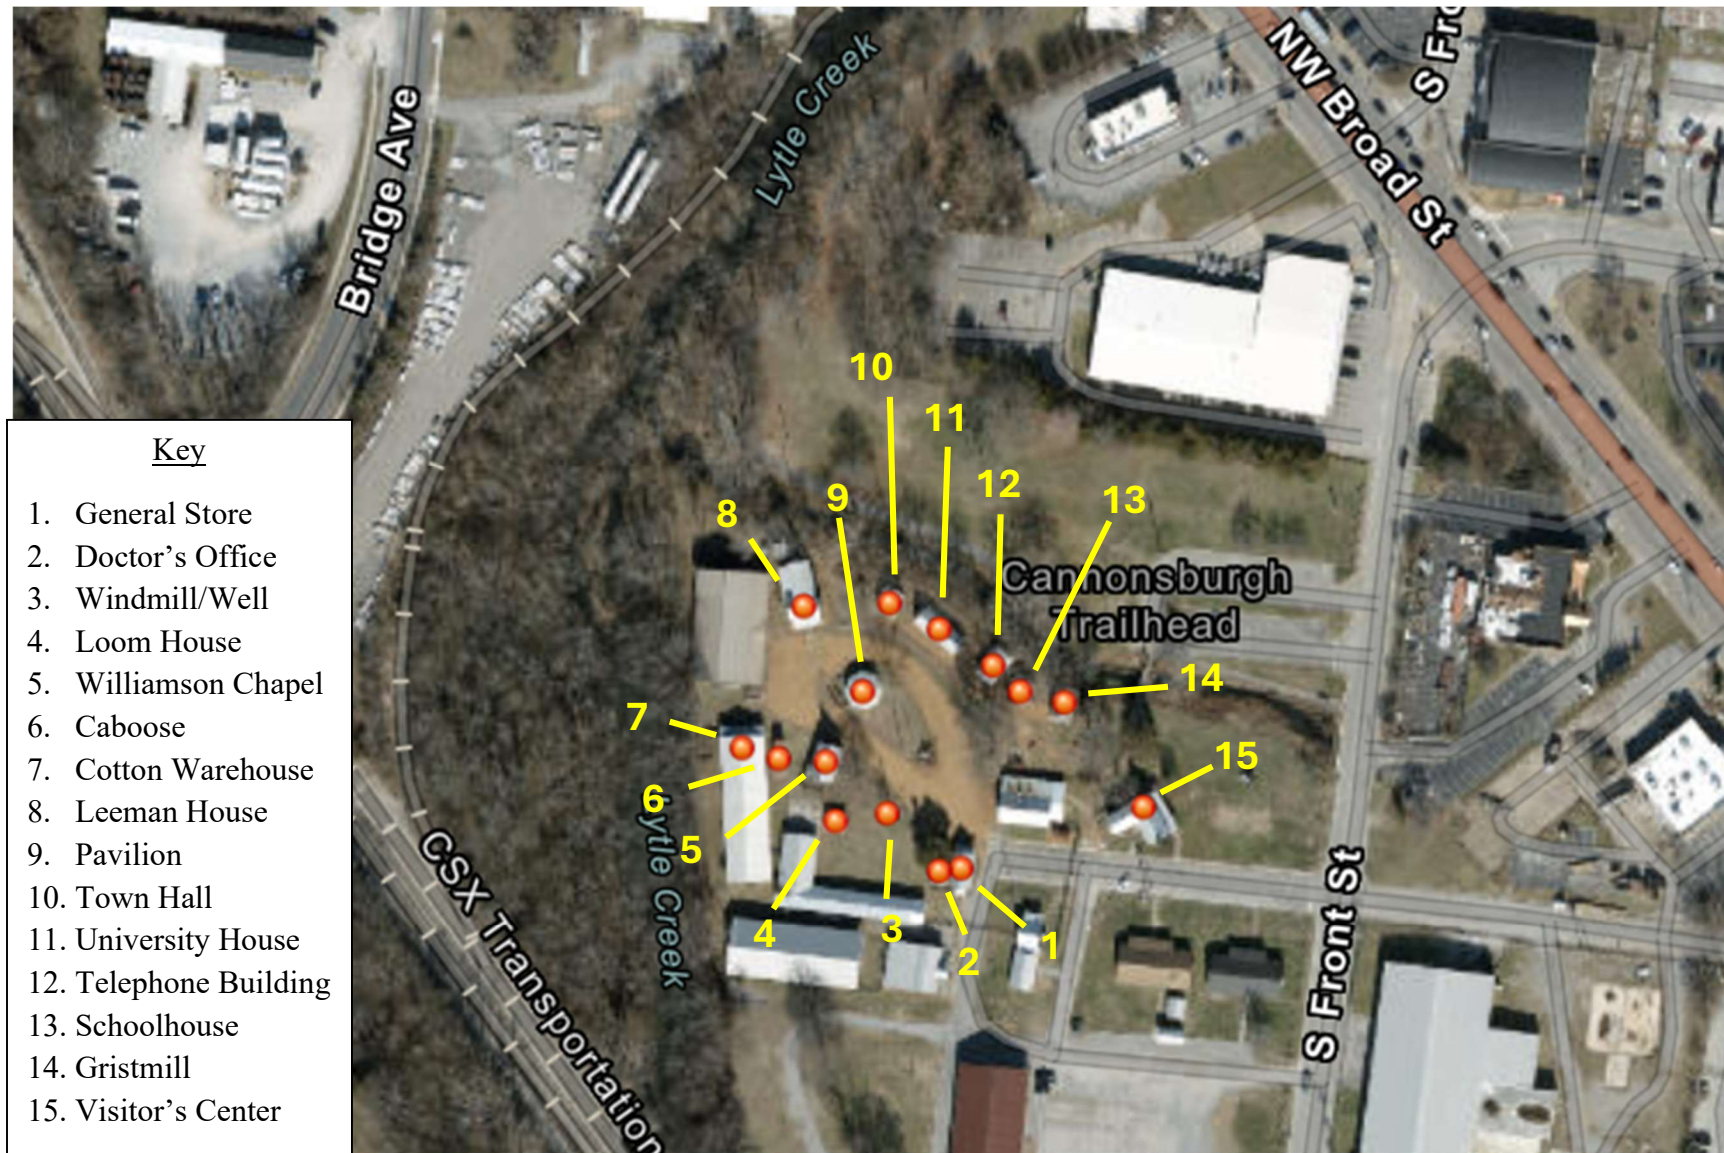 Bridge Ave
Lytle Creek
NW Broad St
S Fro
Key
1. General Store
2. Doctor's Office
3. Windmill/Well
4. Loom House
5. Williamson Chapel
6. Caboose
7. Cotton Warehouse
8. Leeman House
9. Pavilion
10. Town Hall
11. University House
12. Telephone Building
13. Schoolhouse
14. Gristmill
15. Visitor's Center
10
11
12
13
9
8
Cannonsburgh
Trailhead
14
7
15
6
5
4
3
2
1
Lytle Creek
CSX Transportation
S Front St